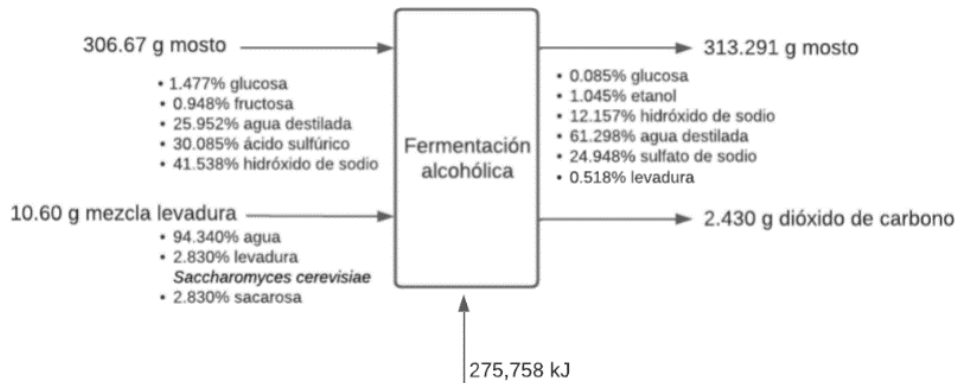 306.67 g mosto
• 1.477% glucosa
• 0.948% fructosa
• 25.952% agua destilada
• 30.085% ácido sulfúrico
• 41.538% hidróxido de sodio
10.60 g mezcla levadura
• 94.340% agua
• 2.830% levadura
Saccharomyces cerevisiae
• 2.830% sacarosa
Fermentación
alcohólica
313.291 g mosto
• 0.085% glucosa
• 1.045% etanol
• 12.157% hidróxido de sodio
• 61.298% agua destilada
• 24.948% sulfato de sodio
• 0.518% levadura
2.430 g dióxido de carbono
275,758 kJ